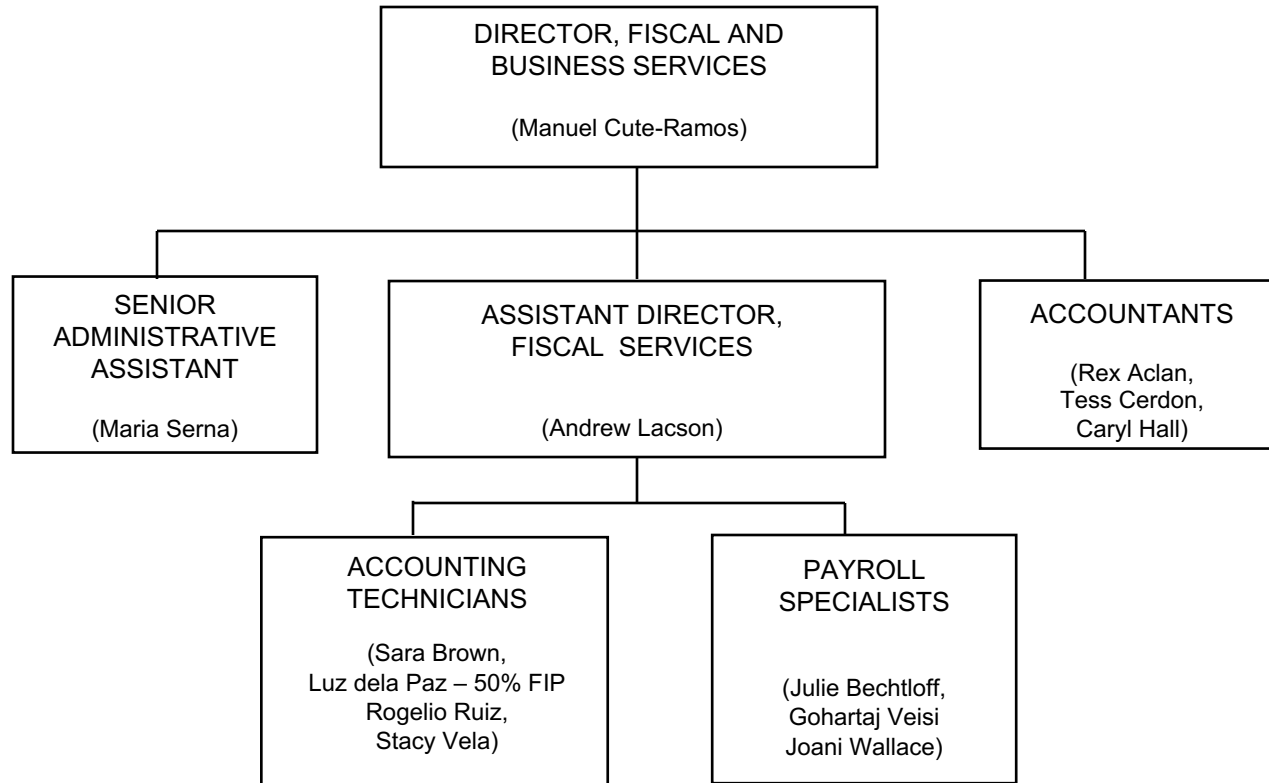 DIRECTOR, FISCAL AND
BUSINESS SERVICES
(Manuel Cute-Ramos)
SENIOR
ADMINISTRATIVE
ASSISTANT
(Maria Serna)
ASSISTANT DIRECTOR,
FISCAL SERVICES
(Andrew Lacson)
ACCOUNTANTS
(Rex Aclan,
Tess Cerdon,
Caryl Hall)
ACCOUNTING
TECHNICIANS
(Sara Brown,
Luz dela Paz – 50% FIP
Rogelio Ruiz,
Stacy Vela)
PAYROLL
SPECIALISTS
(Julie Bechtloff,
Gohartaj Veisi
Joani Wallace)